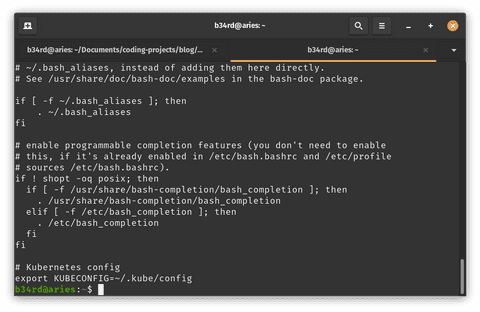 b34rd@aries: ~
b34rd@aries: ~/Documents/coding-projects/blog/...
b34rd@aries: ~
# ~/.bash_aliases, instead of adding them here directly.
# See /usr/share/doc/bash-doc/examples in the bash-doc package.
if [ -f ~/.bash_aliases ]; then
    . ~/.bash_aliases
fi
# enable programmable completion features (you don't need to enable
# this, if it's already enabled in /etc/bash.bashrc and /etc/profile
# sources /etc/bash.bashrc).
if ! shopt -oq posix; then
  if [ -f /usr/share/bash-completion/bash_completion ]; then
    . /usr/share/bash-completion/bash_completion
  elif [ -f /etc/bash_completion ]; then
    . /etc/bash_completion
  fi
fi
# Kubernetes config
export KUBECONFIG=~/.kube/config
b34rd@aries:~$